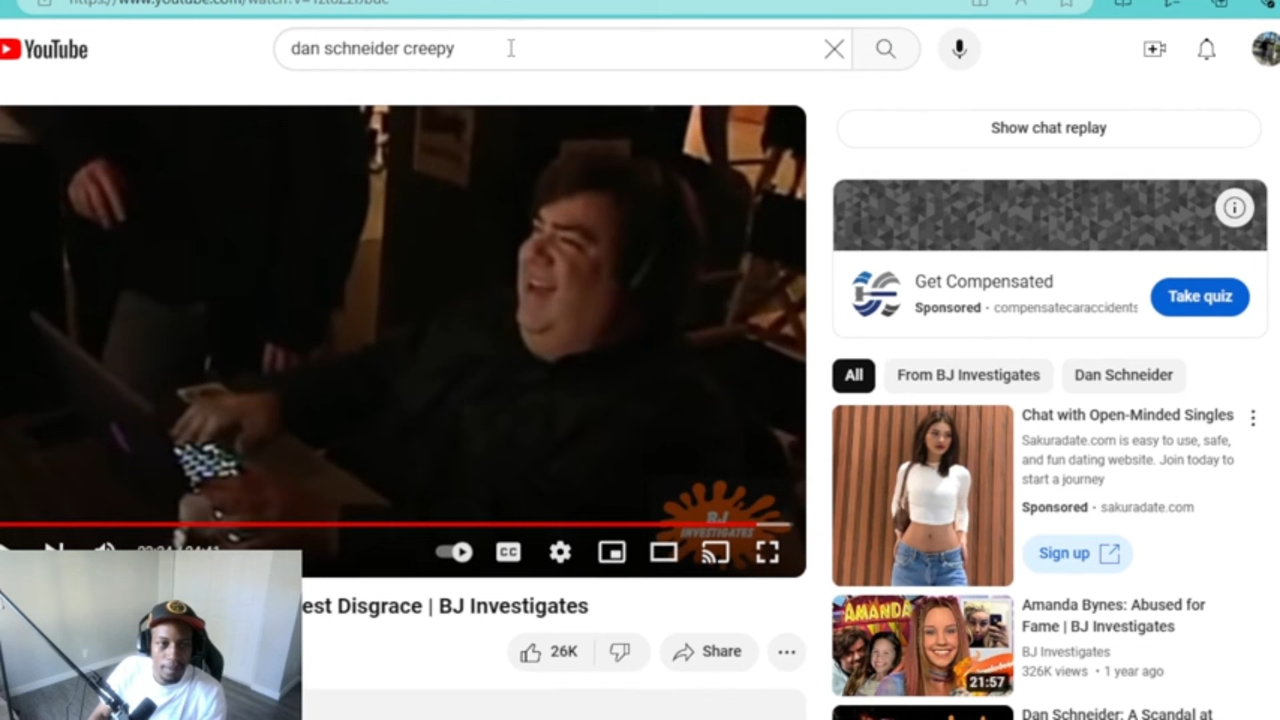 YouTube
dan schneider creepy
Show chat replay
Get Compensated
Sponsored · compensatecaraccidents
Take quiz
All
From BJ Investigates
Dan Schneider
Chat with Open-Minded Singles
Sakuradate.com is easy to use, safe,
and fun dating website. Join today to
start a journey
Sponsored · sakuradate.com
Sign up
BJ
INVESTIGATES
CC
est Disgrace | BJ Investigates
26K
Share
AMANDA
21:57
Amanda Bynes: Abused for
Fame | BJ Investigates
BJ Investigates
326K views · 1 year ago
Dan Schneider: A Scandal at